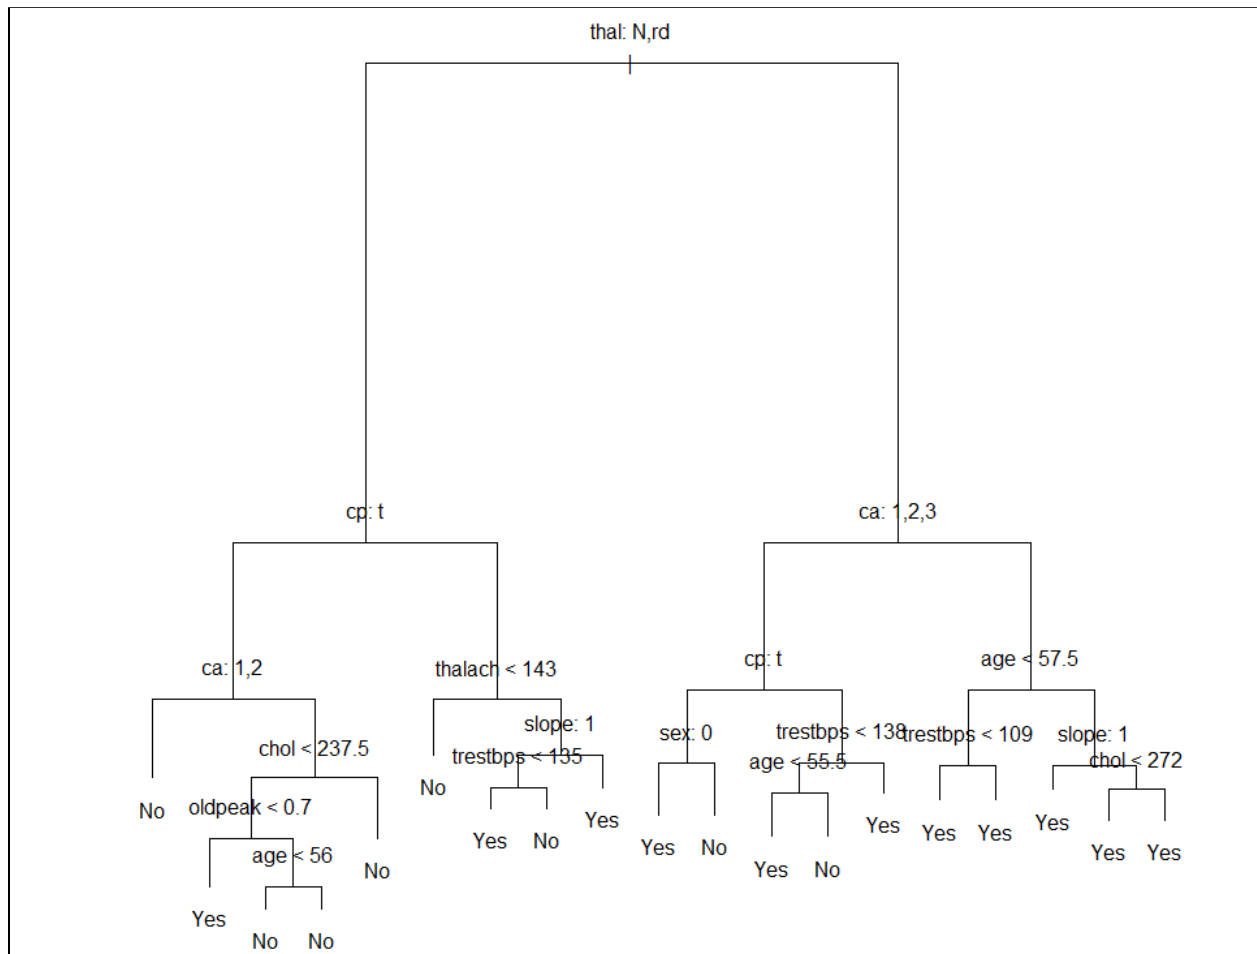 thal: N,rd
cp: t
ca: 1,2,3
ca: 1,2
thalach < 143
cp: t
age < 57.5
slope: 1
sex: 0
trestbps < 138
trestbps < 109
slope: 1
chol < 237.5
trestbps < 135
age < 55.5
chol < 272
No
oldpeak < 0.7
No
Yes
No
Yes
Yes
No
Yes
No
Yes
Yes
Yes
Yes
Yes
Yes
age < 56
No
Yes
No
No